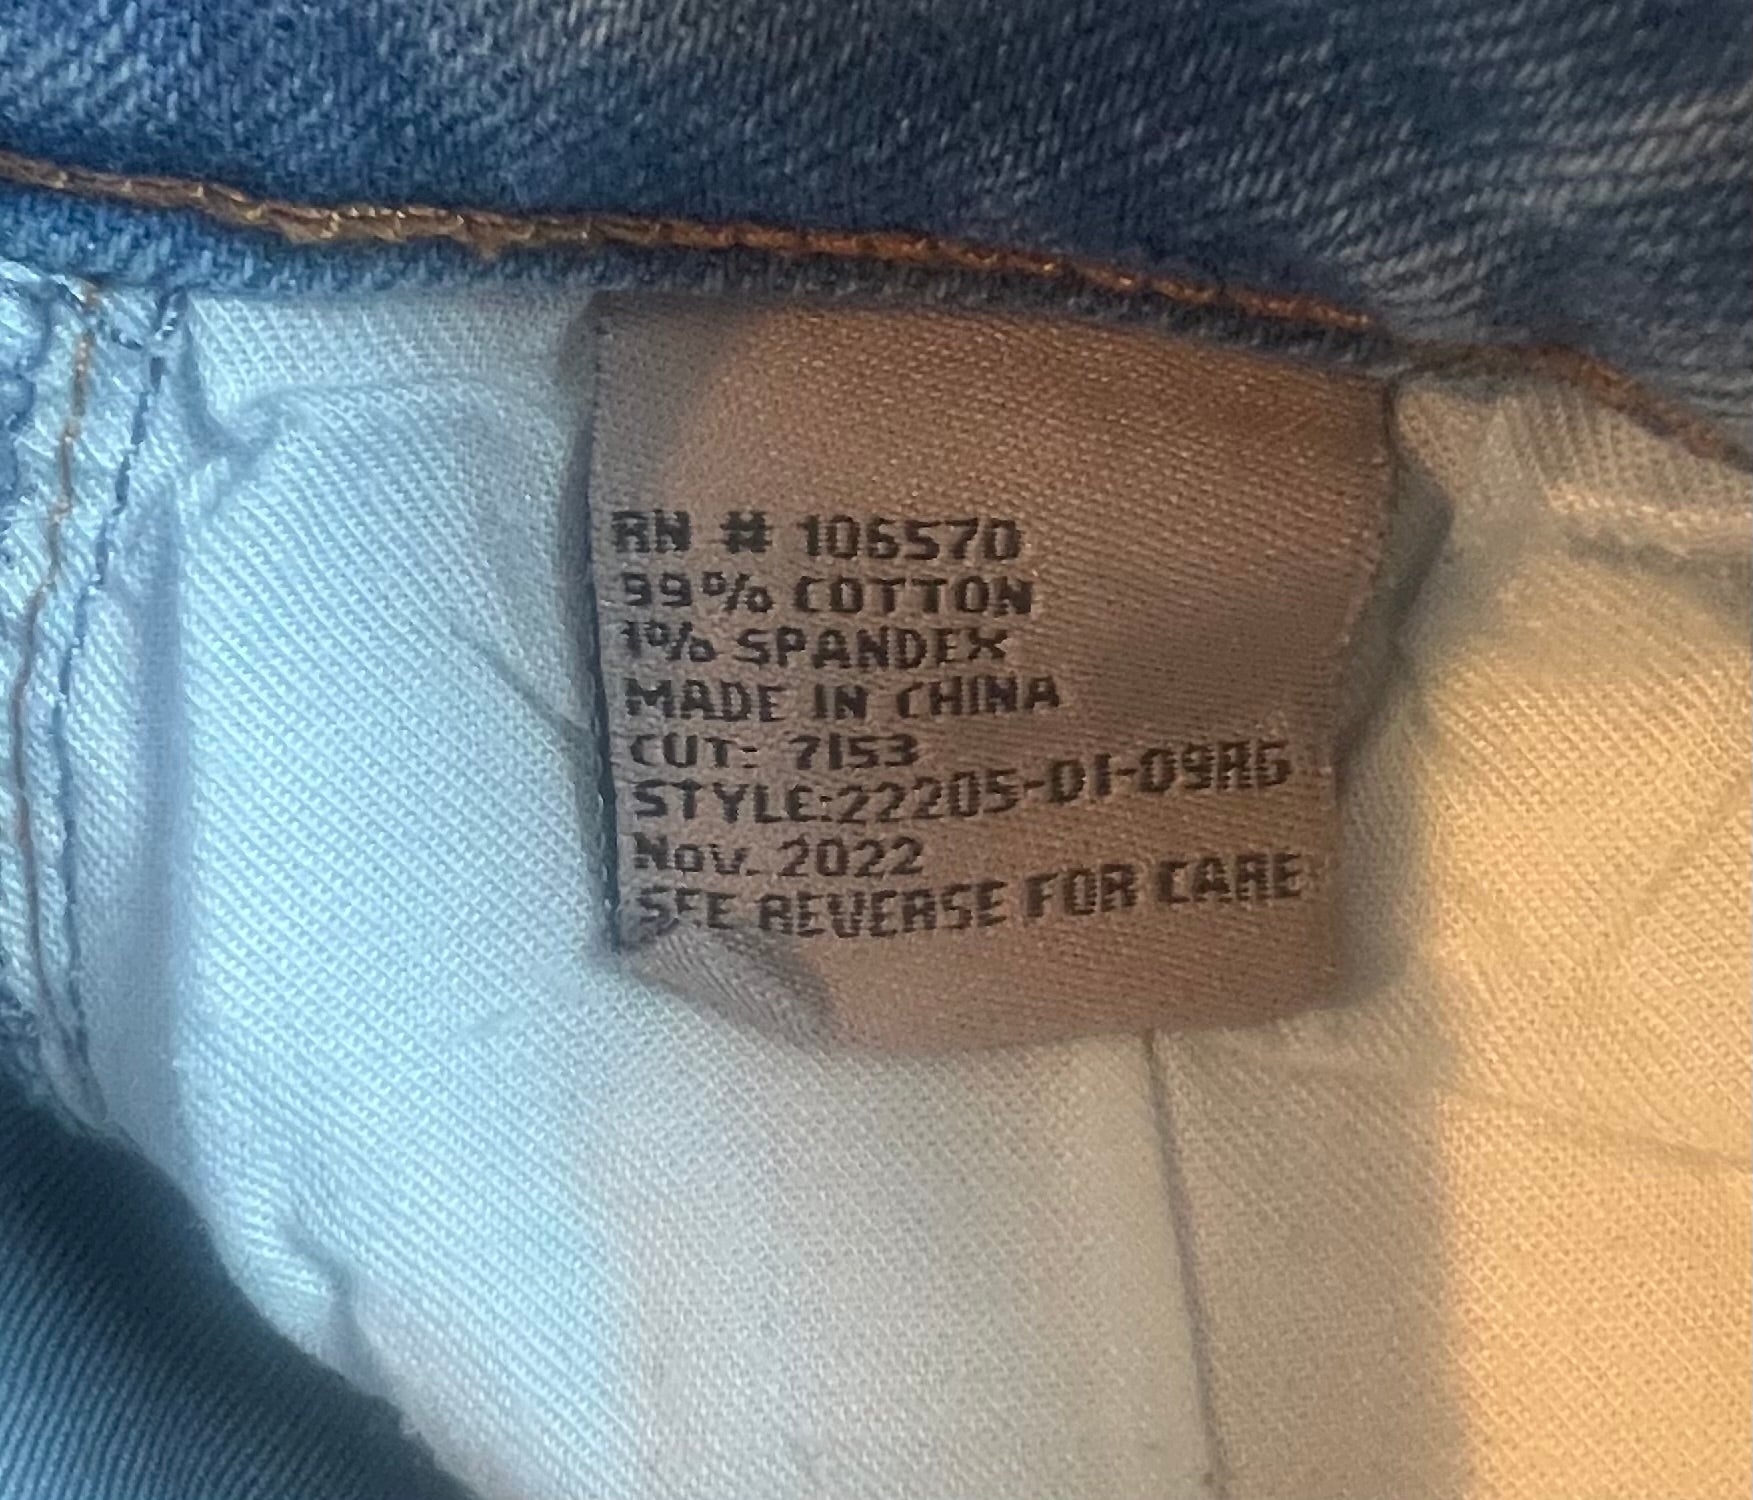 RN # 106570
99% COTTON
1% SPANDEX
MADE IN CHINA
CUT: 7153
STYLE:22205-DI-09RG
Nov. 2022
SEE REVERSE FOR CARE